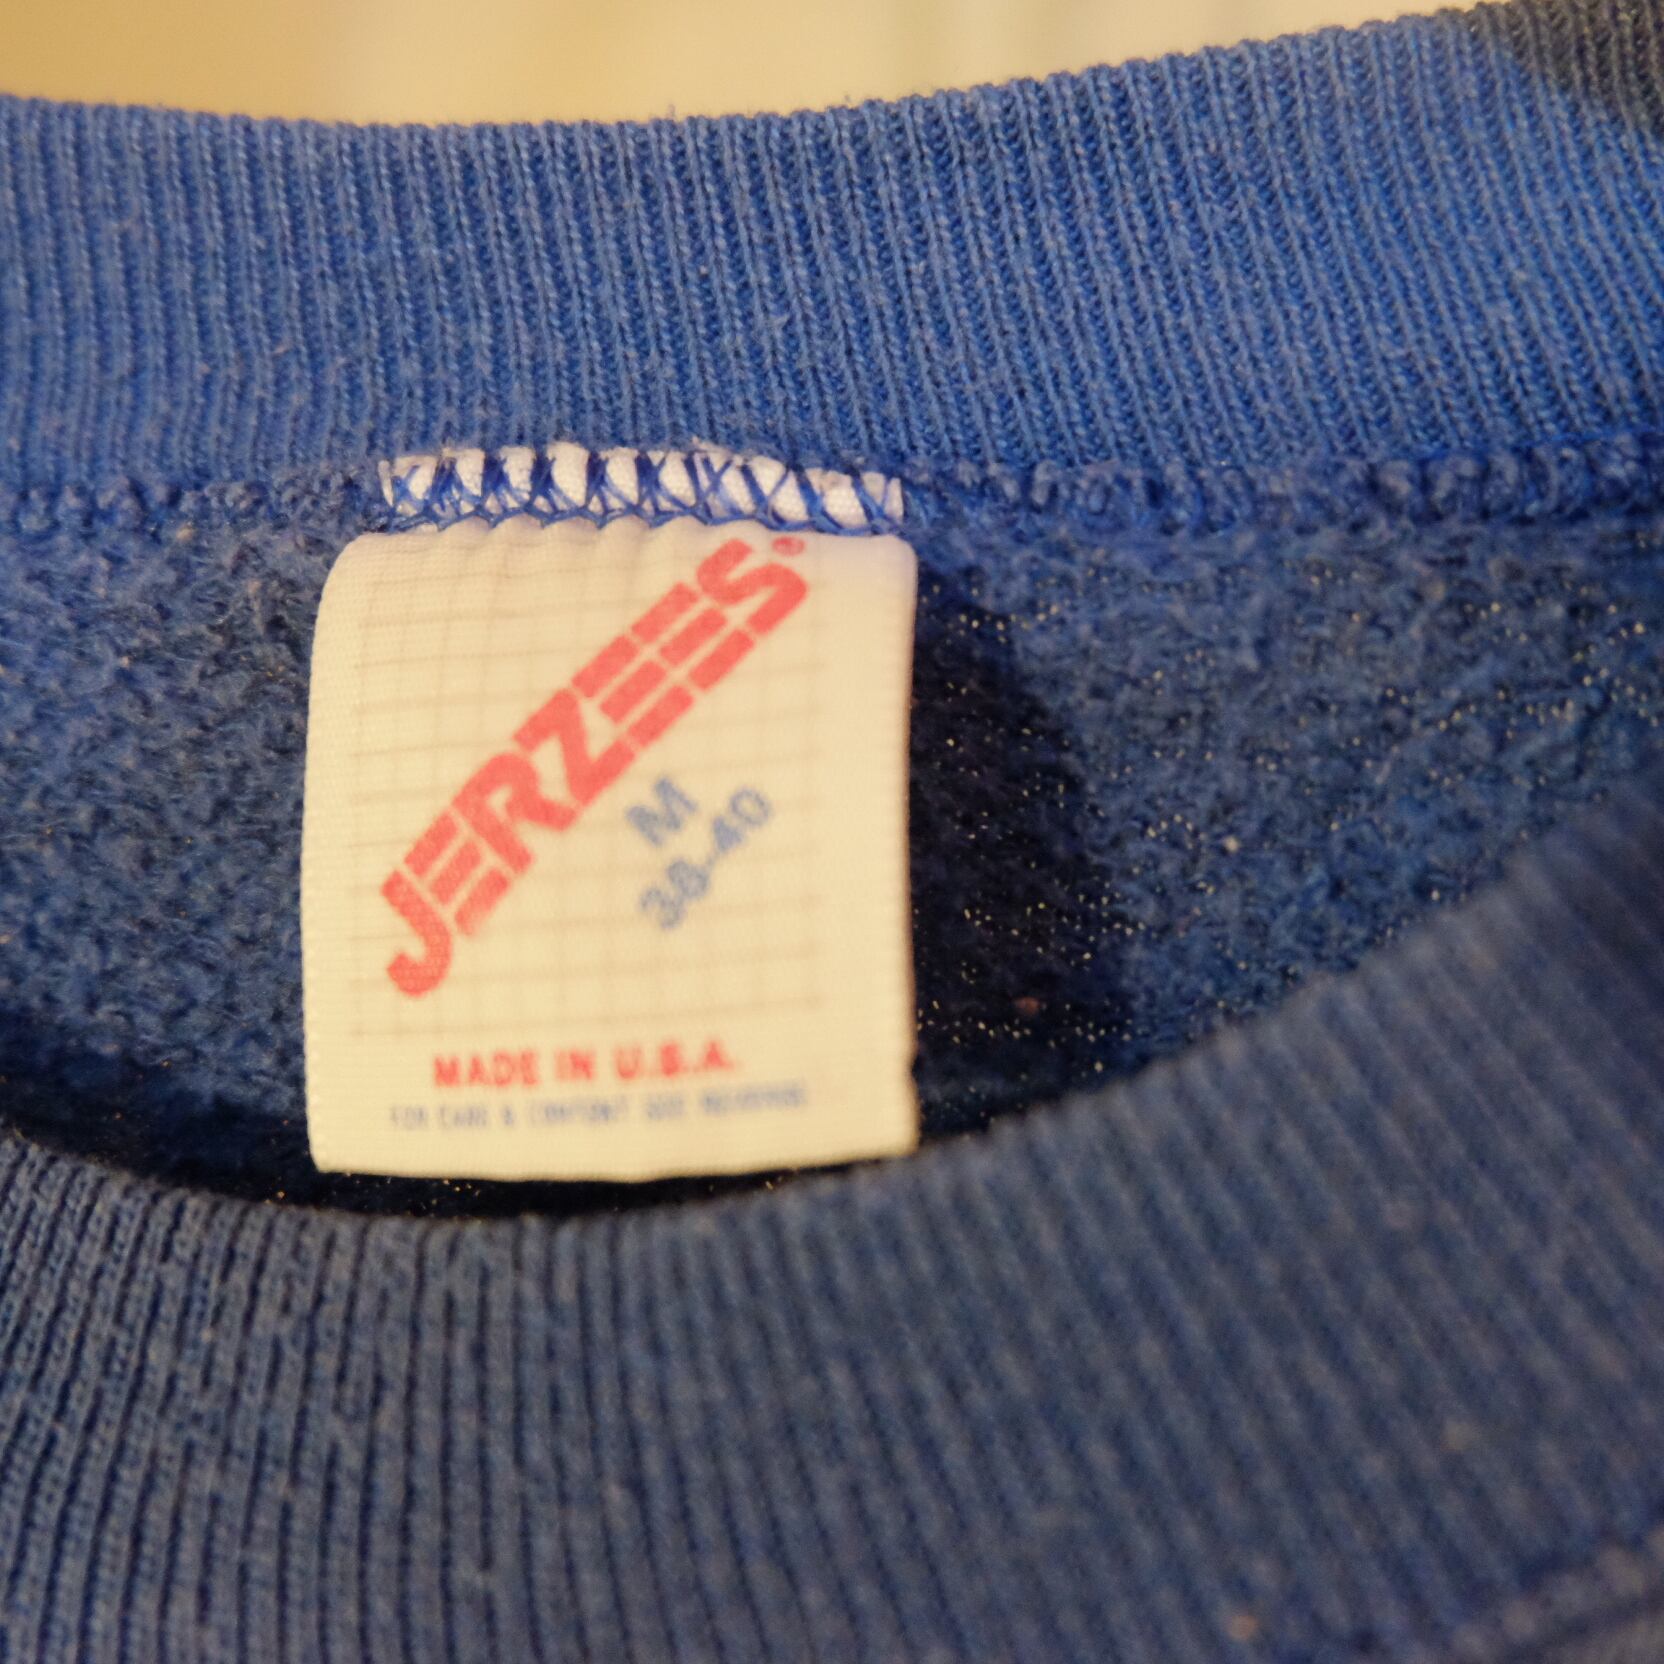 JERZEES®
M
38-40
MADE IN U.S.A.
FOR CARE & CONTENT SEE REVERSE